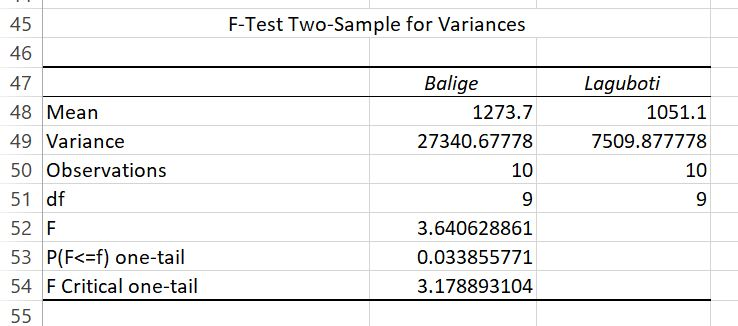 45 F-Test Two-Sample for Variances
46
47 Balige Laguboti
48 Mean 1273.7 1051.1
49 Variance 27340.67778 7509.877778
50 Observations 10 10
51 df 9 9
52 F 3.640628861
53 P(F<=f) one-tail 0.033855771
54 F Critical one-tail 3.178893104
55